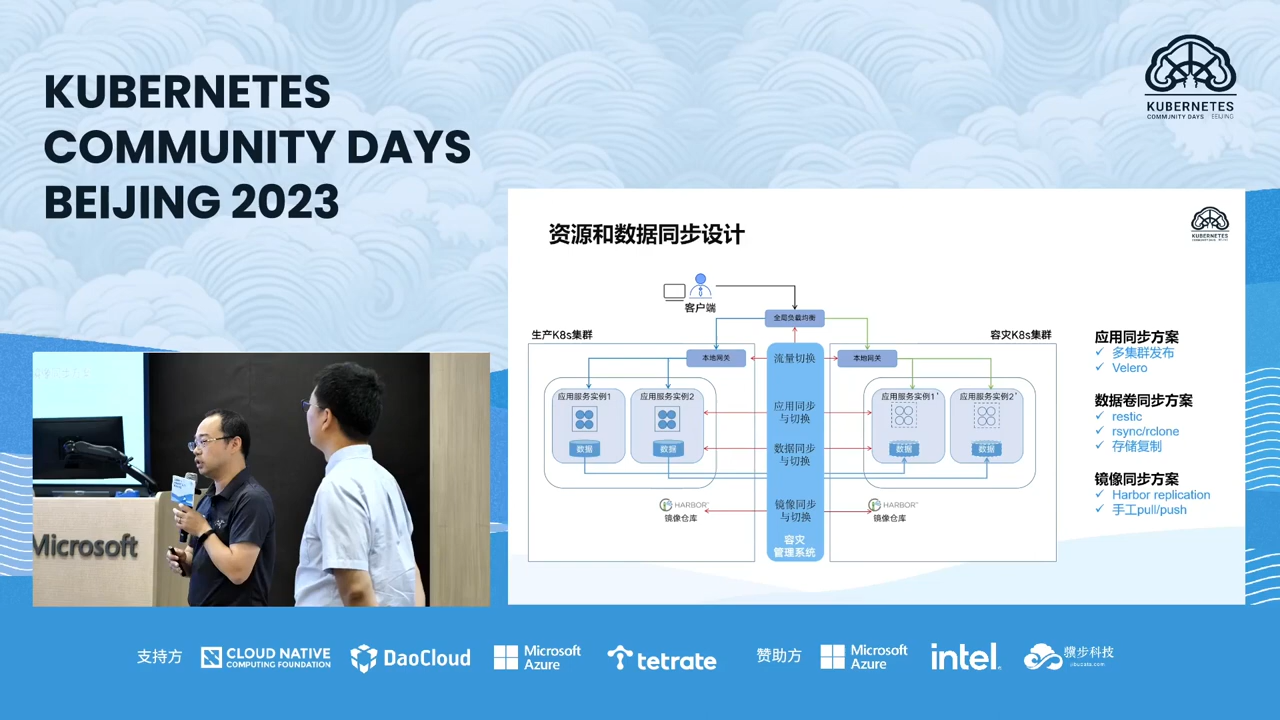 KUBERNETES
COMMUNITY DAYS
BEIJING 2023
KUBERNETES
COMMUNITY DAYS BEIJING
资源和数据同步设计
KUBERNETES
COMMUNITY DAYS BEIJING
客户端
全局负载均衡
生产K8s集群
容灾K8s集群
本地网关
流量切换
本地网关
应用服务实例1
应用服务实例2
应用服务实例1'
应用服务实例2'
应用同步
与切换
数据
数据
数据同步
与切换
数据
数据
HARBOR™
镜像仓库
镜像同步
与切换
HARBOR™
镜像仓库
容灾
管理系统
应用同步方案
✓ 多集群发布
✓ Velero
数据卷同步方案
✓ restic
✓ rsync/rclone
✓ 存储复制
镜像同步方案
✓ Harbor replication
✓ 手工pull/push
Microsoft
支持方
CLOUD NATIVE
COMPUTING FOUNDATION
DaoCloud
Microsoft
Azure
tetrate
赞助方
Microsoft
Azure
intel.
骥步科技
jibudata.com